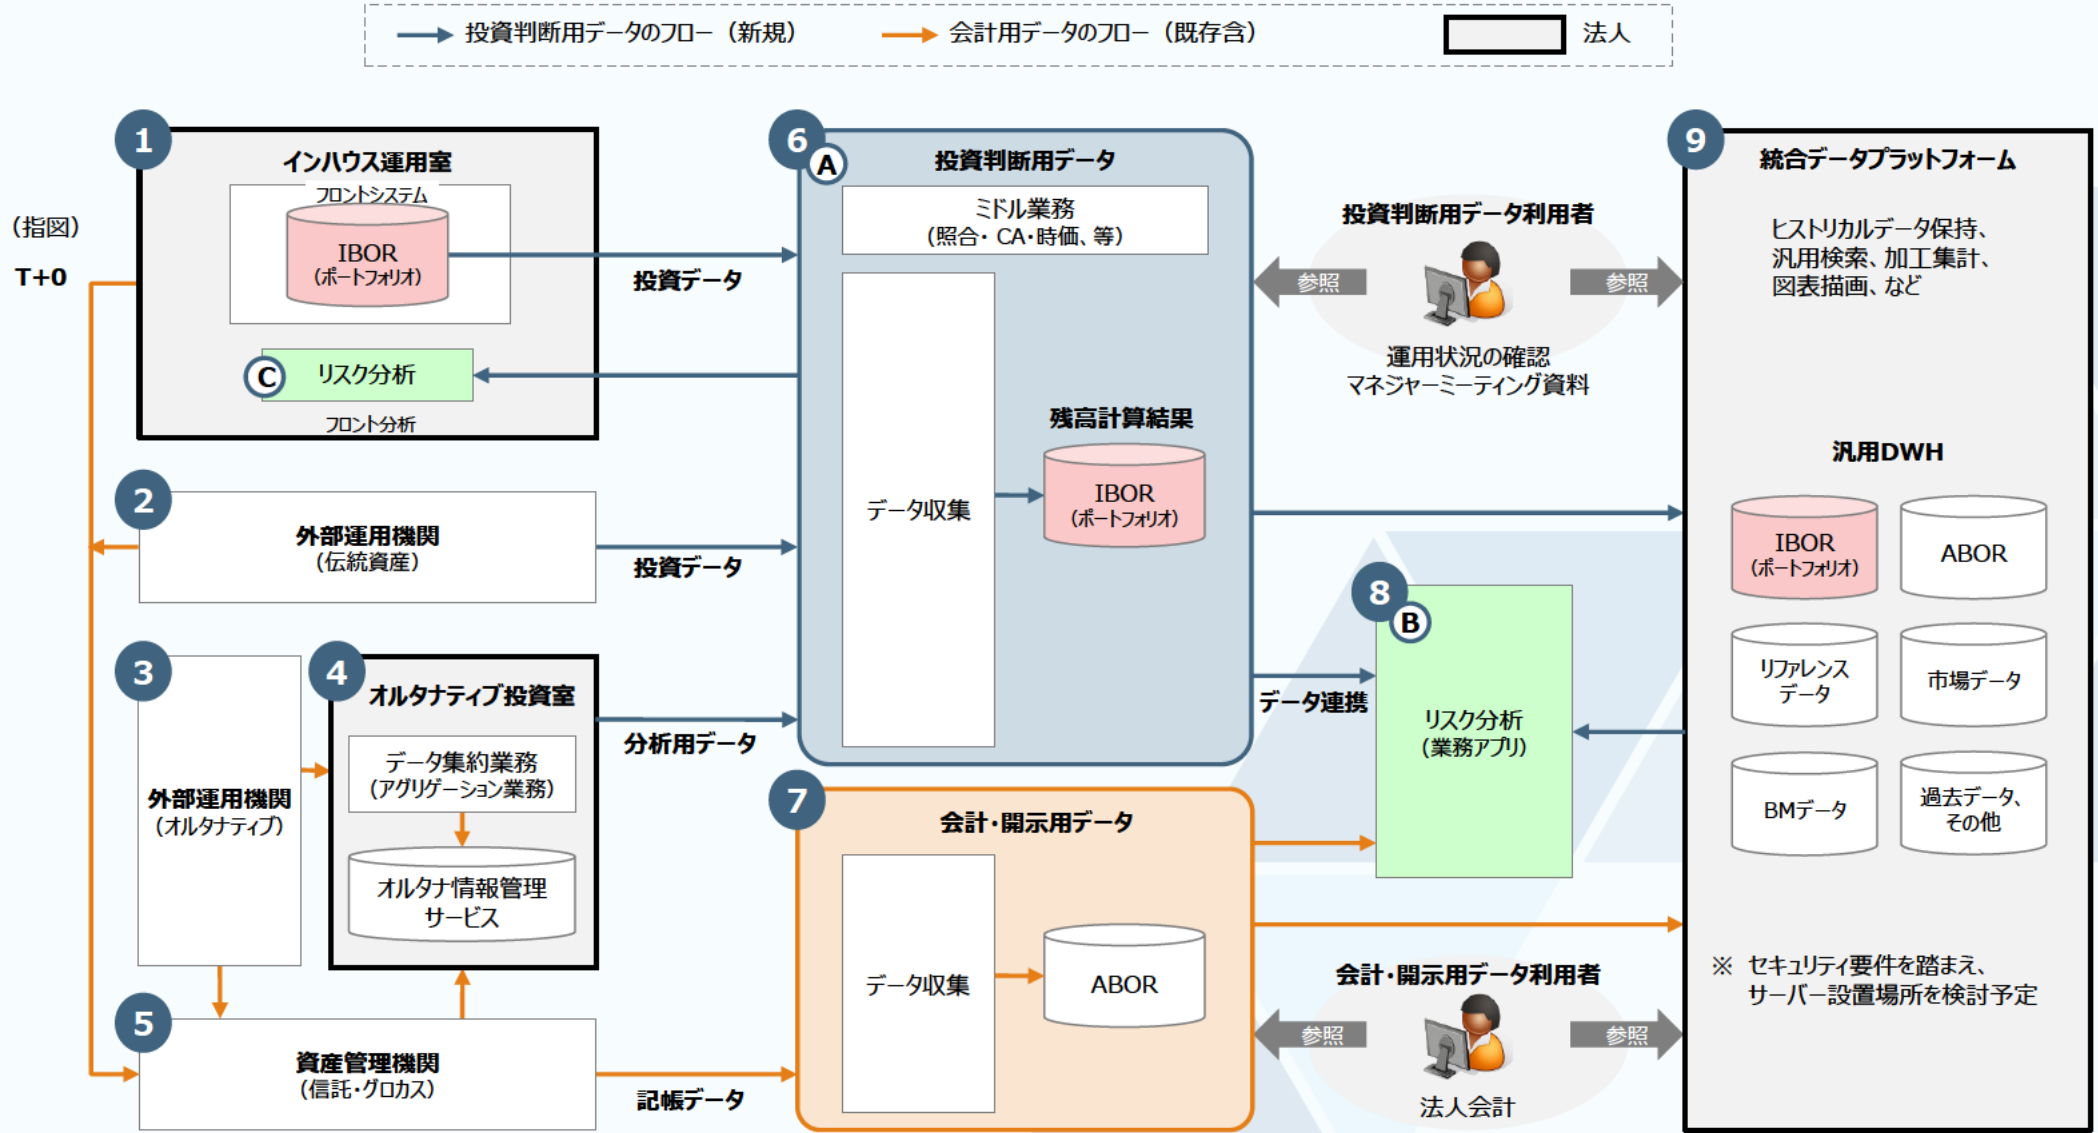 投資判断用データのフロー（新規）
会計用データのフロー（既存含）
法人
1
インハウス運用室
フロントシステム
IBOR
（ポートフォリオ）
C
リスク分析
フロント分析
（指図）
T+0
投資データ
2
外部運用機関
（伝統資産）
投資データ
3
外部運用機関
（オルタナティブ）
4
オルタナティブ投資室
データ集約業務
（アグリゲーション業務）
オルタナ情報管理
サービス
分析用データ
5
資産管理機関
（信託・グロカス）
記帳データ
6
A
投資判断用データ
ミドル業務
（照合・CA・時価、等）
データ収集
残高計算結果
IBOR
（ポートフォリオ）
7
会計・開示用データ
データ収集
ABOR
投資判断用データ利用者
参照
参照
運用状況の確認
マネジャーミーティング資料
データ連携
8
B
リスク分析
（業務アプリ）
会計・開示用データ利用者
参照
参照
法人会計
9
統合データプラットフォーム
ヒストリカルデータ保持、
汎用検索、加工集計、
図表描画、など
汎用DWH
IBOR
（ポートフォリオ）
ABOR
リファレンス
データ
市場データ
BMデータ
過去データ、
その他
※ セキュリティ要件を踏まえ、
サーバー設置場所を検討予定